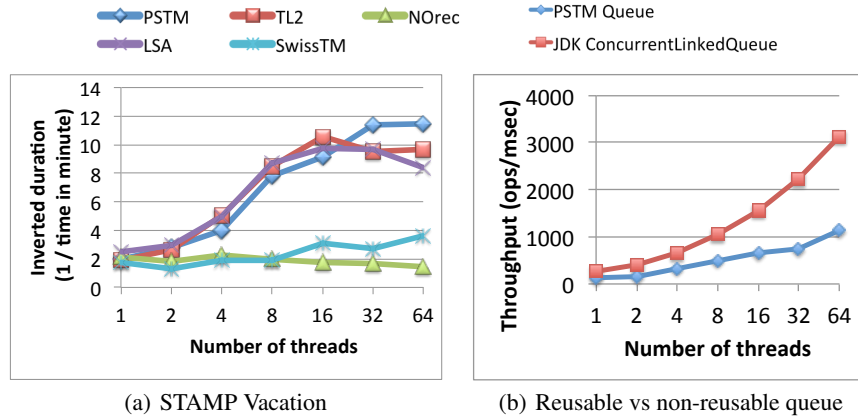 PSTM TL2 NOrec
LSA SwissTM
Inverted duration
(1 / time in minute)
14
12
10
8
6
4
2
0
1 2 4 8 16 32 64
Number of threads
(a) STAMP Vacation
PSTM Queue
JDK ConcurrentLinkedQueue
Throughput (ops/msec)
4000
3000
2000
1000
0
1 2 4 8 16 32 64
Number of threads
(b) Reusable vs non-reusable queue